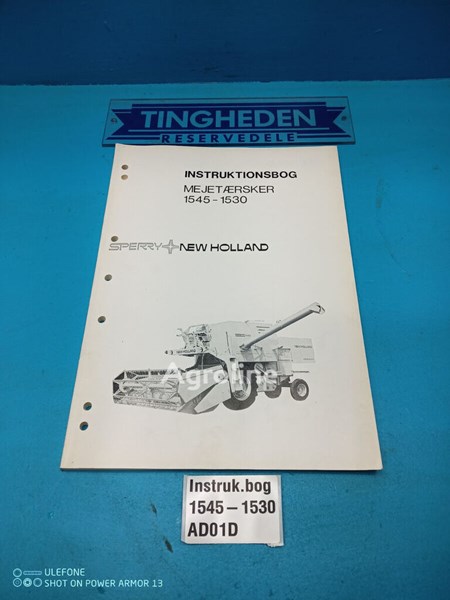 TINGHEDEN
RESERVEDELE
INSTRUKTIONSBOG
MEJETÆRSKER
1545-1530
SPERRY NEW HOLLAND
Agroline
Instruk.bog
1545-1530
AD01D
ULEFONE
SHOT ON POWER ARMOR 13